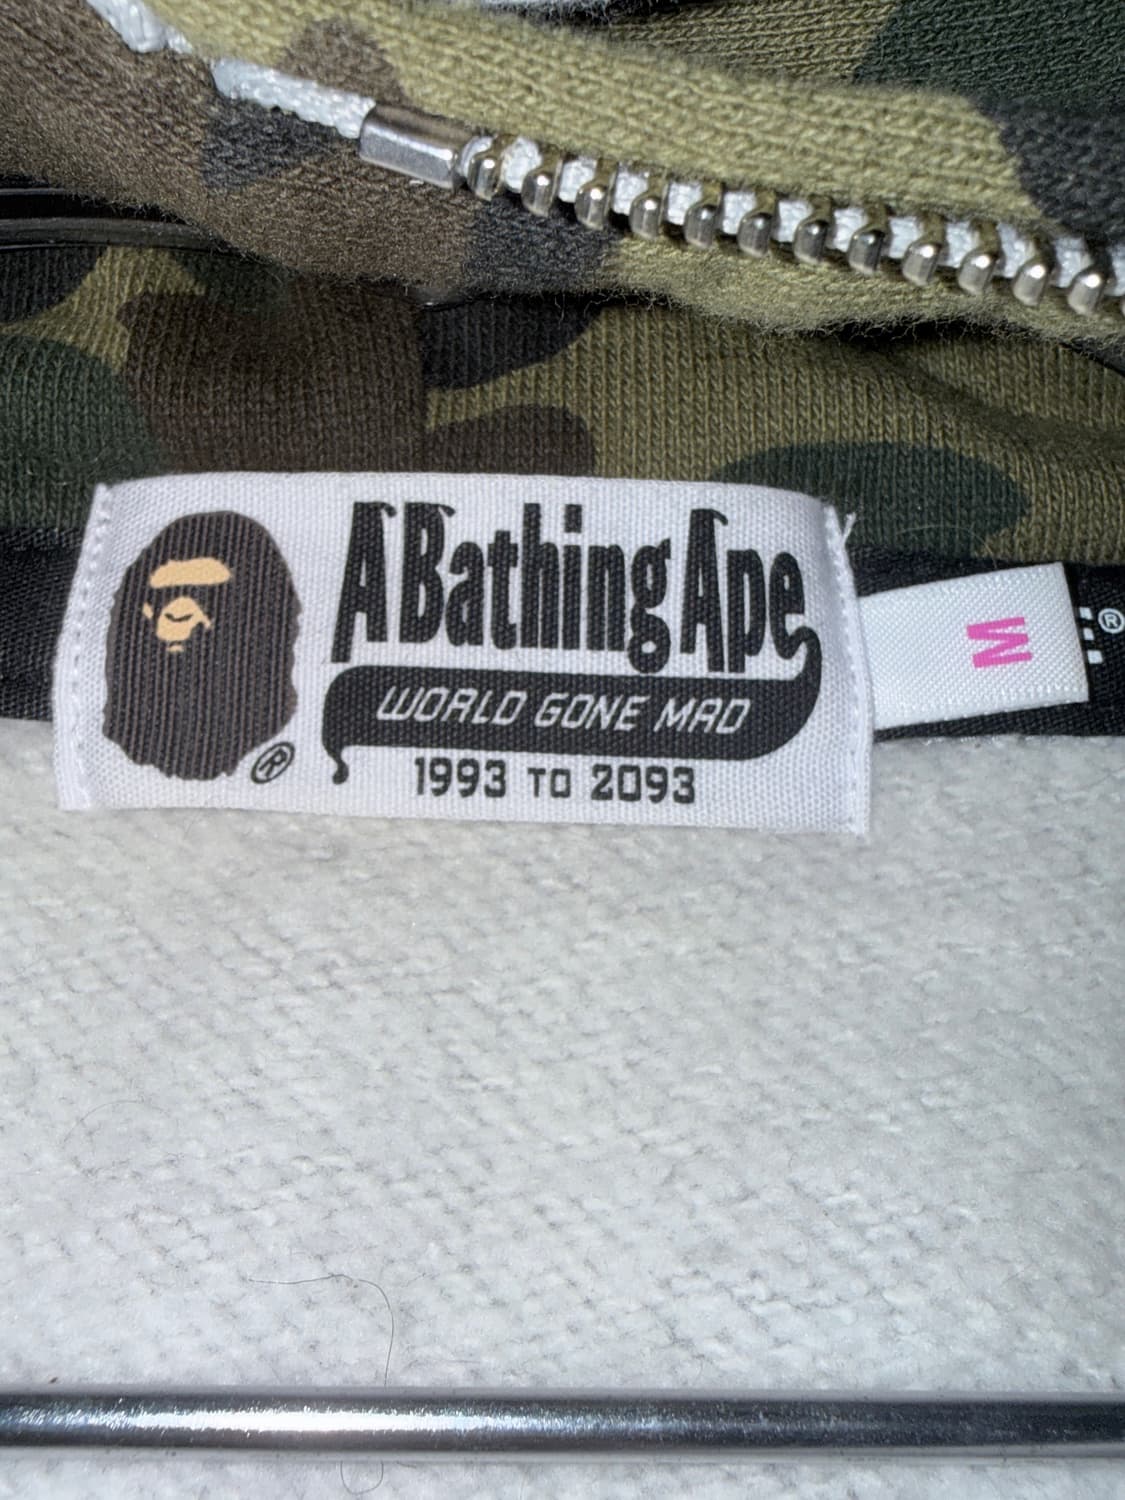 A Bathing Ape
WORLD GONE MAD
1993 TO 2093
®
M
®